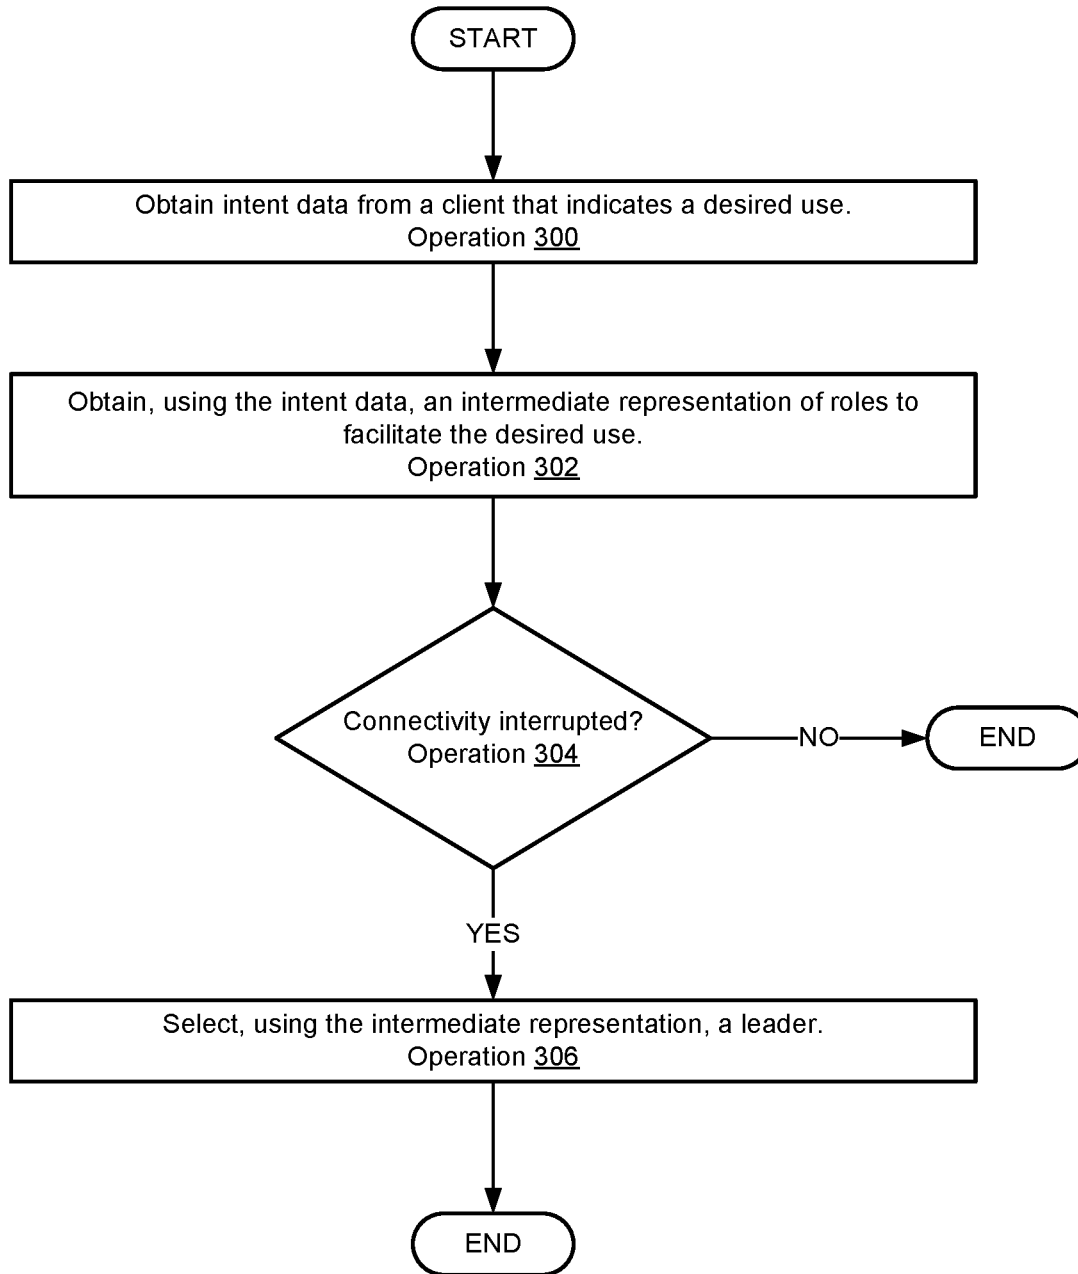 START
Obtain intent data from a client that indicates a desired use.
Operation 300
Obtain, using the intent data, an intermediate representation of roles to
facilitate the desired use.
Operation 302
Connectivity interrupted?
Operation 304
NO
END
YES
Select, using the intermediate representation, a leader.
Operation 306
END